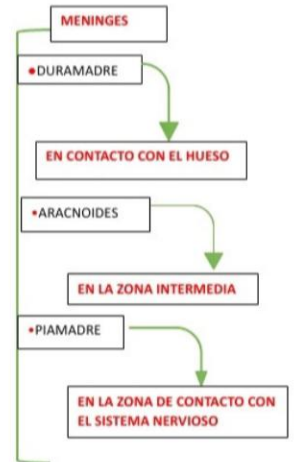 MENINGES
•DURAMADRE
EN CONTACTO CON EL HUESO
•ARACNOIDES
EN LA ZONA INTERMEDIA
•PIAMADRE
EN LA ZONA DE CONTACTO CON
EL SISTEMA NERVIOSO